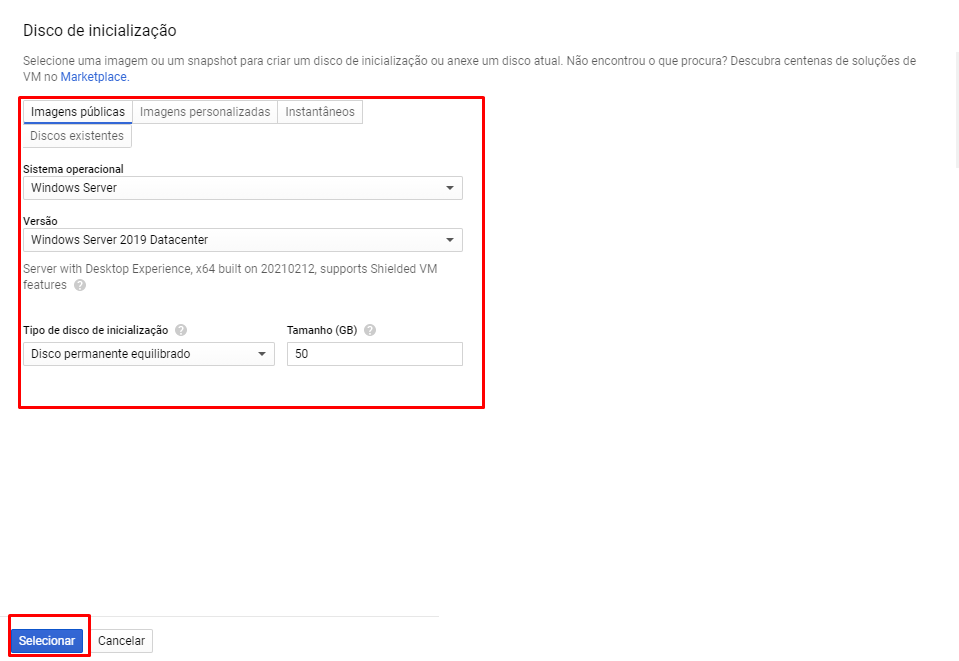 Disco de inicialização
Selecione uma imagem ou um snapshot para criar um disco de inicialização ou anexe um disco atual. Não encontrou o que procura? Descubra centenas de soluções de
VM no Marketplace.
Imagens públicas Imagens personalizadas Instantâneos
Discos existentes
Sistema operacional
Windows Server
Versão
Windows Server 2019 Datacenter
Server with Desktop Experience, x64 built on 20210212, supports Shielded VM
features ?
Tipo de disco de inicialização ? Tamanho (GB) ?
Disco permanente equilibrado 50
Selecionar Cancelar